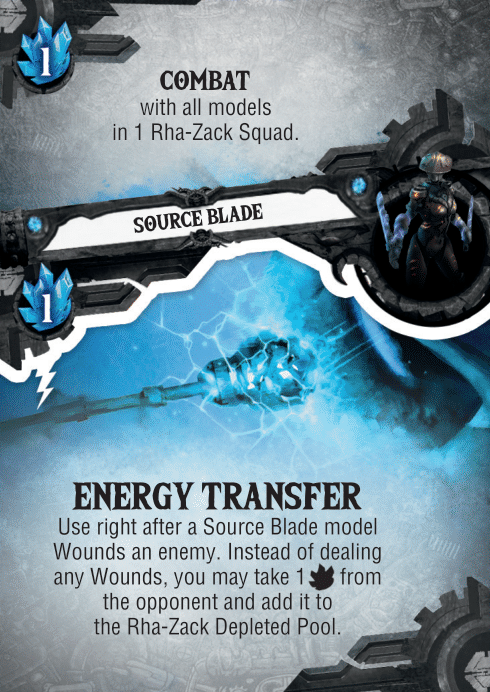 1
COMBAT
with all models
in 1 Rha-Zack Squad.
SOURCE BLADE
1
ENERGY TRANSFER
Use right after a Source Blade model
Wounds an enemy. Instead of dealing
any Wounds, you may take 1 from
the opponent and add it to
the Rha-Zack Depleted Pool.